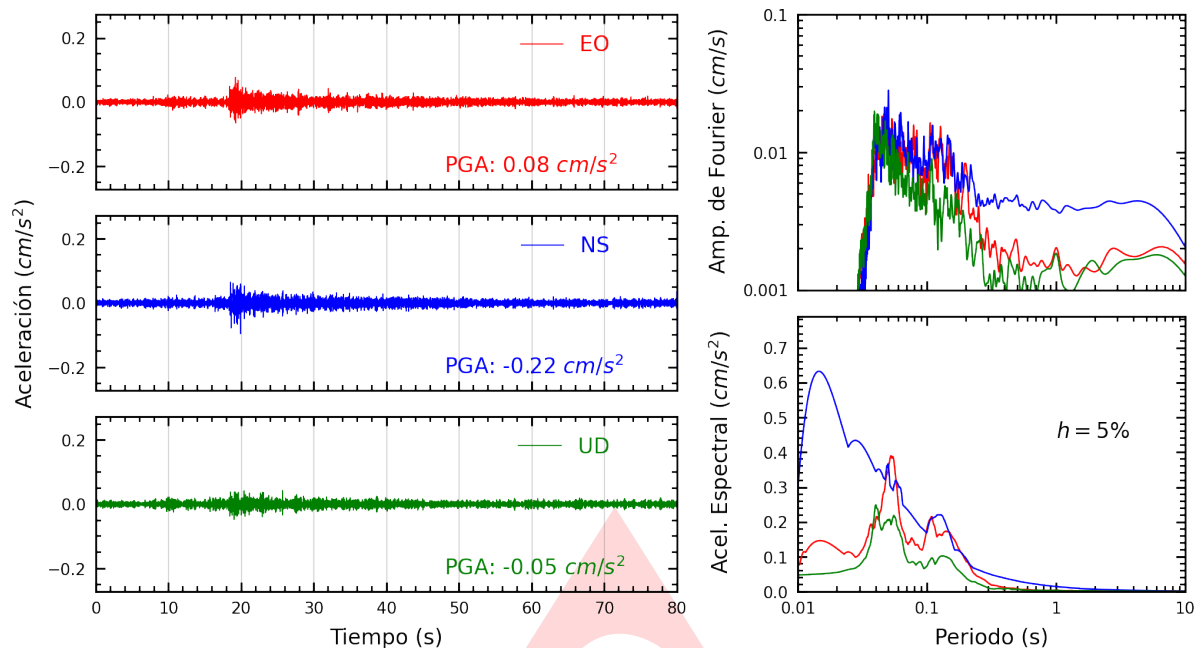 Aceleración (cm/s²)
0.2
0.0
−0.2
EO
PGA: 0.08 cm/s²
0.2
0.0
−0.2
NS
PGA: -0.22 cm/s²
0.2
0.0
−0.2
UD
PGA: -0.05 cm/s²
0 10 20 30 40 50 60 70 80
Tiempo (s)
Amp. de Fourier (cm/s)
0.1
0.01
0.001
Acel. Espectral (cm/s²)
0.7
0.6
0.5
0.4
0.3
0.2
0.1
0.0
h = 5%
0.01 0.1 1 10
Periodo (s)